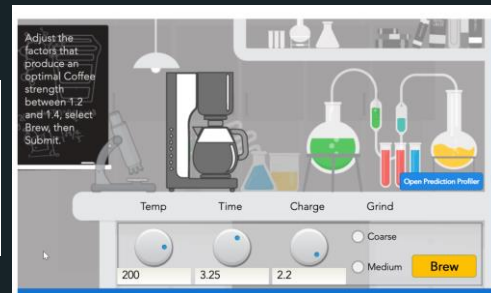 Adjust the
factors that
produce an
optimal Coffee
strength
between 1.2
and 1.4, select
Brew, then
Submit.
Open Prediction Profiler
Temp Time Charge Grind
Coarse
Medium
200 3.25 2.2
Brew